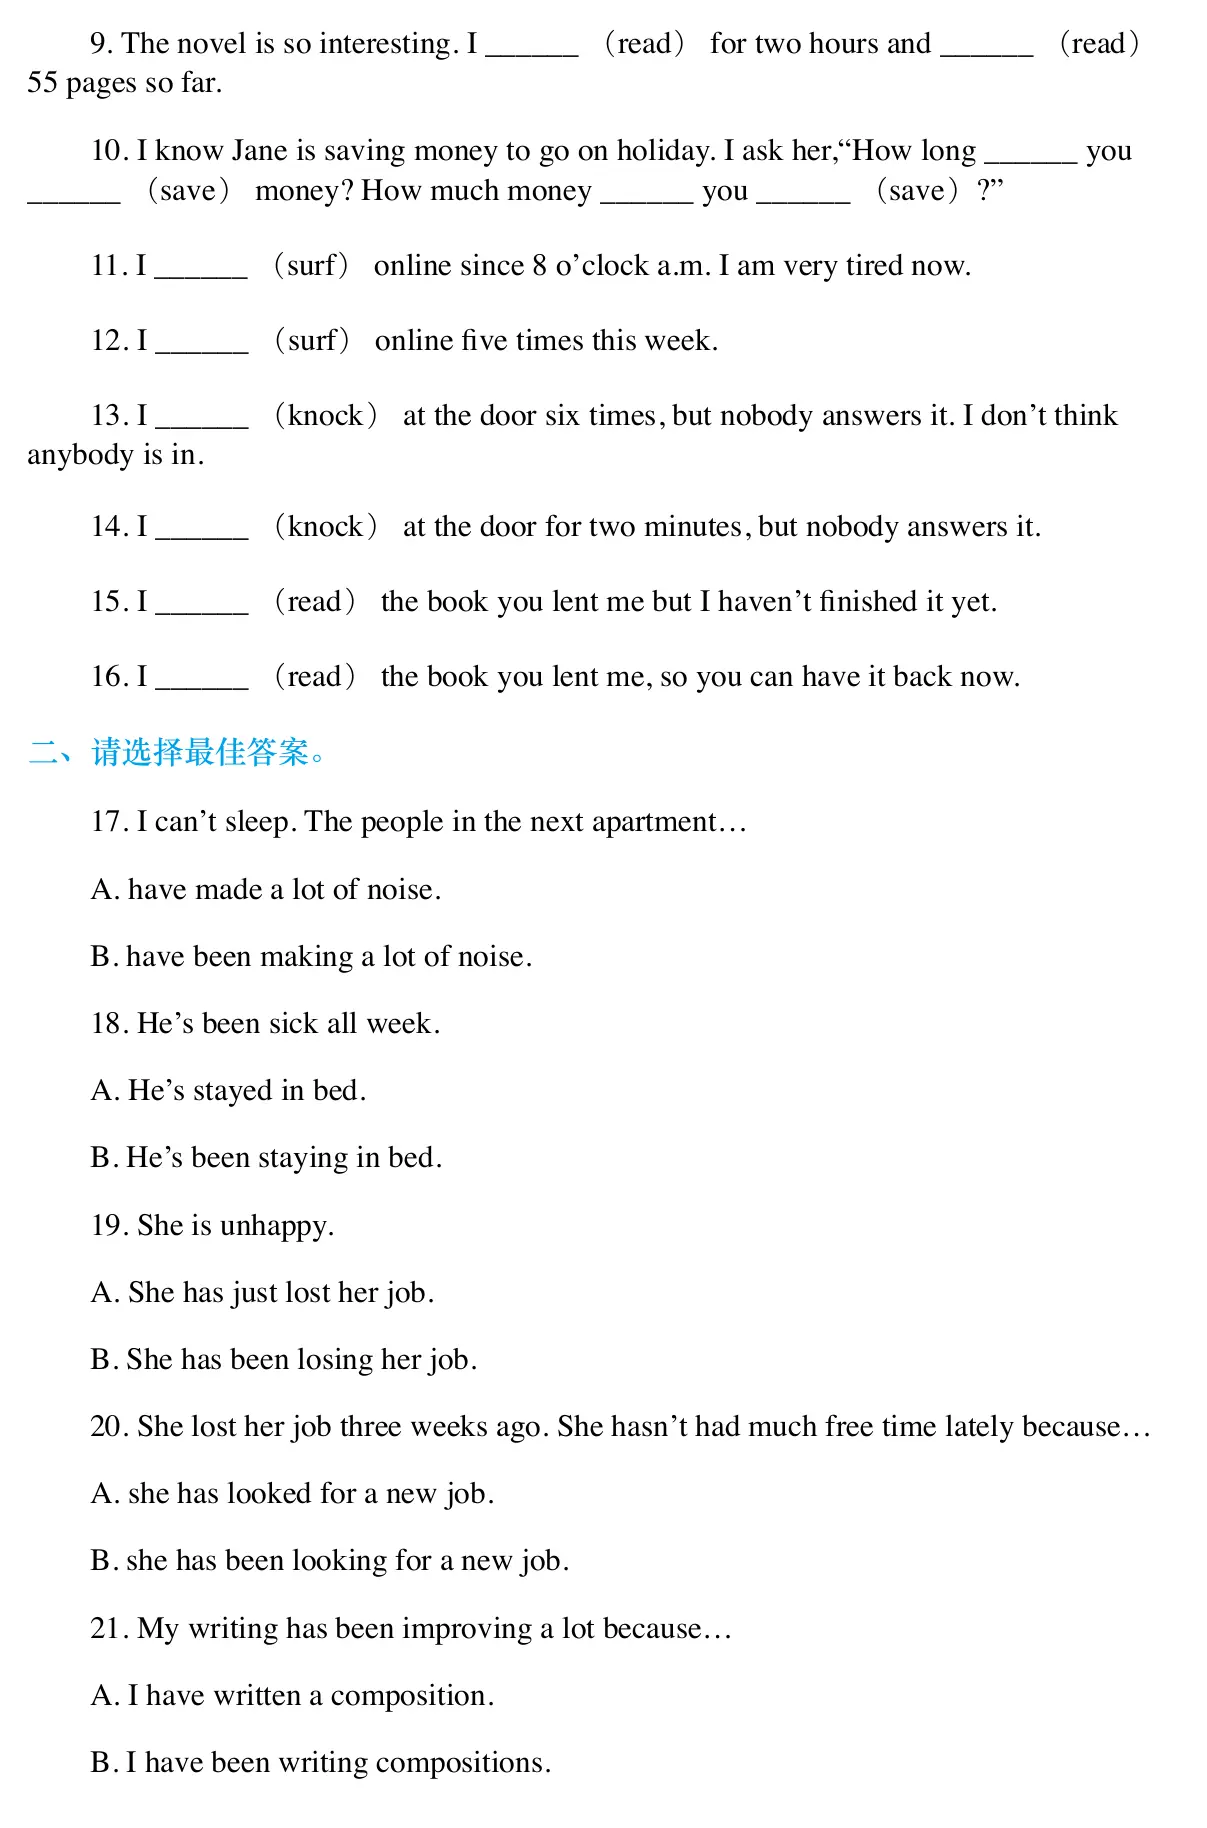 9. The novel is so interesting. I ______ （read） for two hours and ______ （read）
55 pages so far.
10. I know Jane is saving money to go on holiday. I ask her,“How long ______ you
______ （save） money? How much money ______ you ______ （save）?”
11. I ______ （surf） online since 8 o’clock a.m. I am very tired now.
12. I ______ （surf） online five times this week.
13. I ______ （knock） at the door six times, but nobody answers it. I don’t think
anybody is in.
14. I ______ （knock） at the door for two minutes, but nobody answers it.
15. I ______ （read） the book you lent me but I haven’t finished it yet.
16. I ______ （read） the book you lent me, so you can have it back now.
二、请选择最佳答案。
17. I can’t sleep. The people in the next apartment…
A. have made a lot of noise.
B. have been making a lot of noise.
18. He’s been sick all week.
A. He’s stayed in bed.
B. He’s been staying in bed.
19. She is unhappy.
A. She has just lost her job.
B. She has been losing her job.
20. She lost her job three weeks ago. She hasn’t had much free time lately because…
A. she has looked for a new job.
B. she has been looking for a new job.
21. My writing has been improving a lot because…
A. I have written a composition.
B. I have been writing compositions.